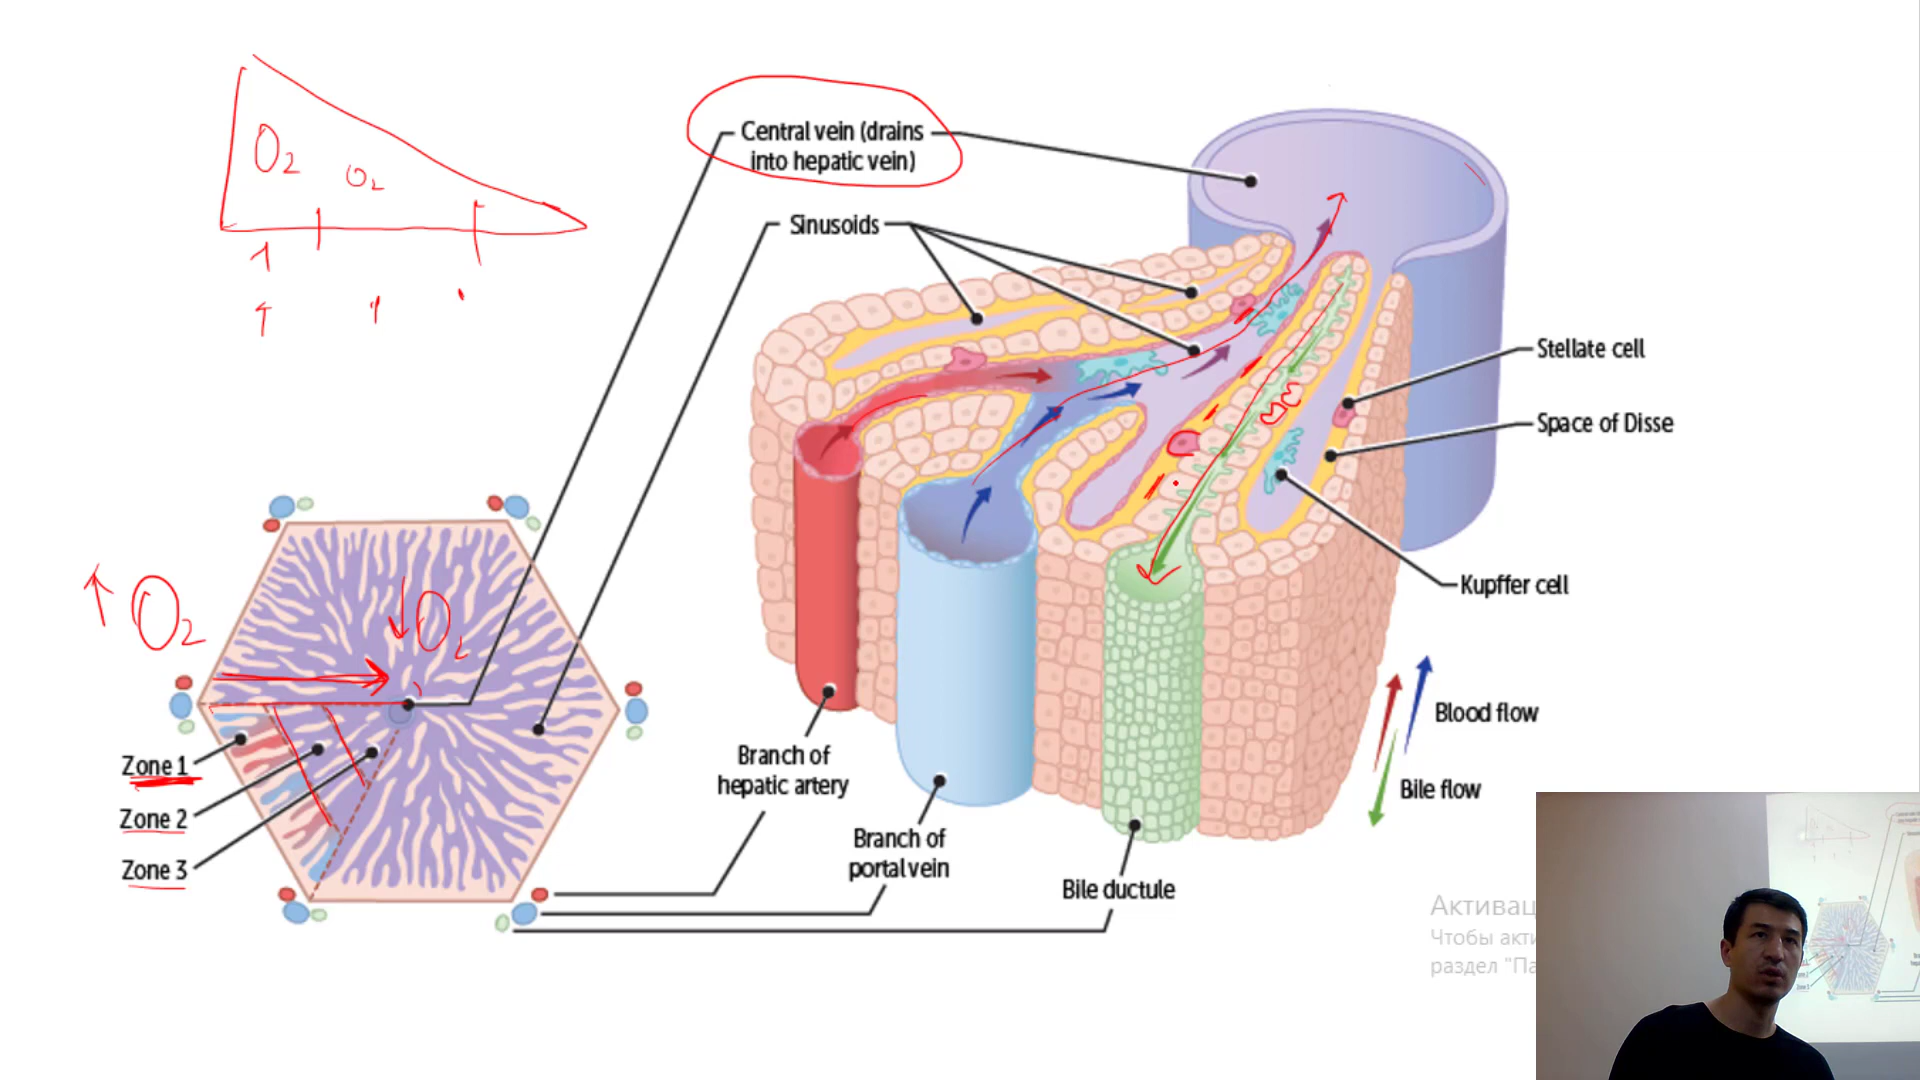 O₂
O₂
Central vein (drains
into hepatic vein)
Sinusoids
Stellate cell
Space of Disse
Kupffer cell
↑ O₂
↓ O₂
Zone 1
Zone 2
Zone 3
Branch of
hepatic artery
Branch of
portal vein
Bile ductule
Blood flow
Bile flow
Активац
Чтобы акти
раздел "Па